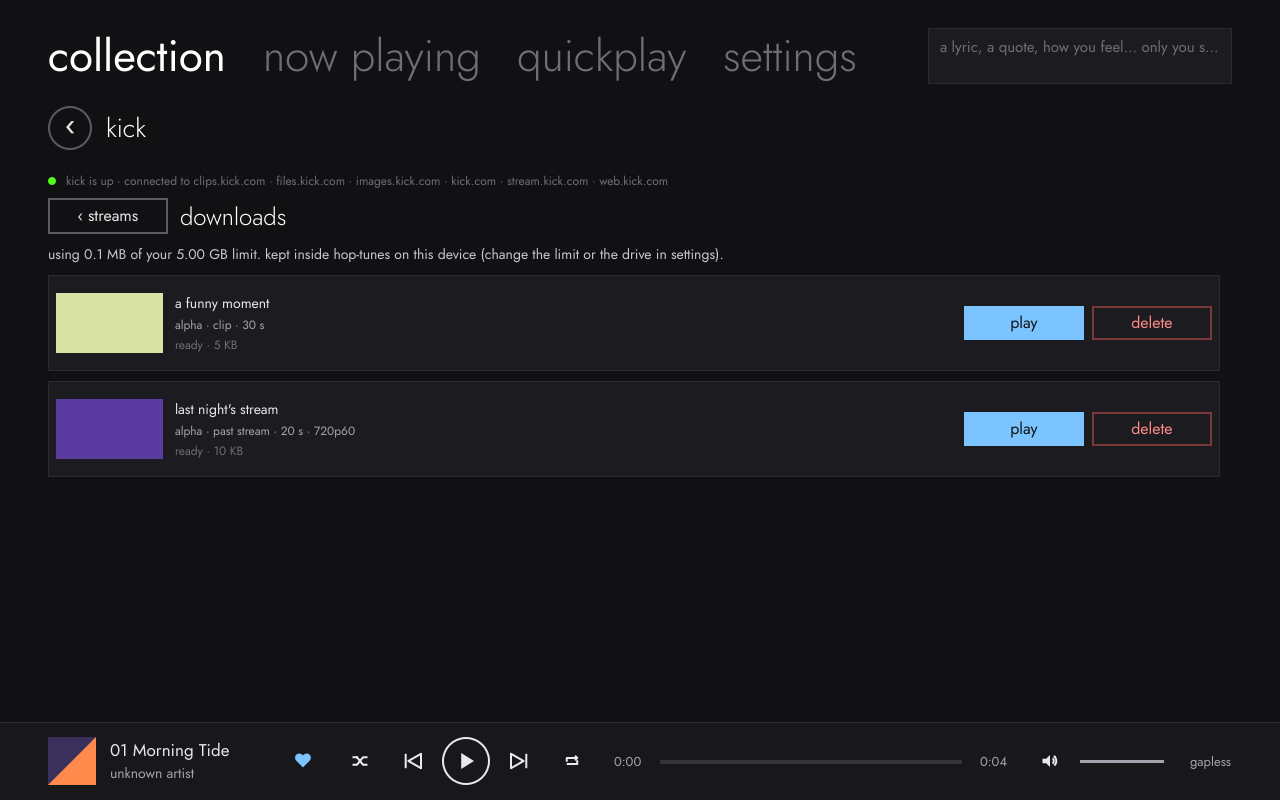 collection now playing quickplay settings
a lyric, a quote, how you feel... only you s...
‹ kick
kick is up · connected to clips.kick.com · files.kick.com · images.kick.com · kick.com · stream.kick.com · web.kick.com
‹ streams downloads
using 0.1 MB of your 5.00 GB limit. kept inside hop-tunes on this device (change the limit or the drive in settings).
a funny moment
alpha · clip · 30 s
ready · 5 KB
play delete
last night's stream
alpha · past stream · 20 s · 720p60
ready · 10 KB
play delete
01 Morning Tide
unknown artist
0:00 0:04 gapless